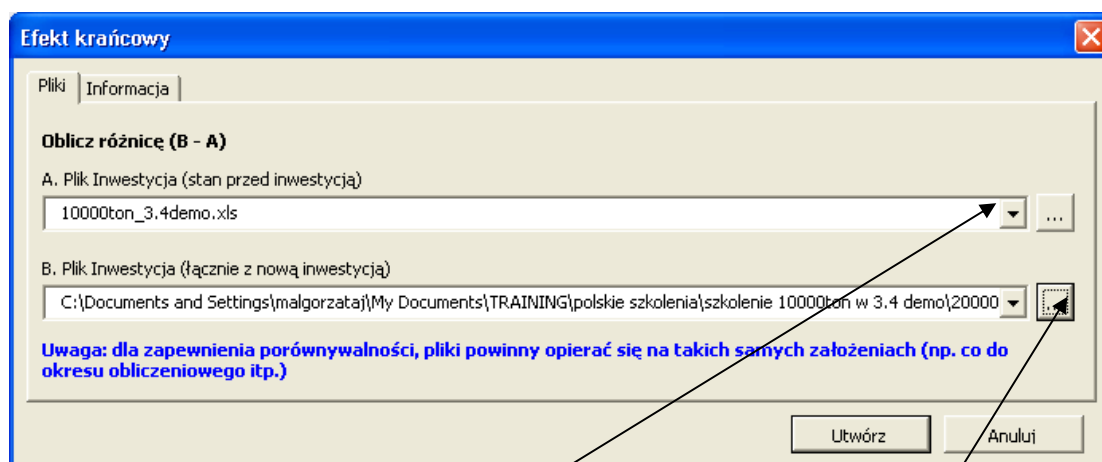 Efekt krańcowy
Pliki
Informacja
Oblicz różnicę (B - A)
A. Plik Inwestycja (stan przed inwestycją)
10000ton_3.4demo.xls
...
B. Plik Inwestycja (łącznie z nową inwestycją)
C:\Documents and Settings\malgorzataj\My Documents\TRAINING\polskie szkolenia\szkolenie 10000ton w 3.4 demo\20000
...
Uwaga: dla zapewnienia porównywalności, pliki powinny opierać się na takich samych założeniach (np. co do
okresu obliczeniowego itp.)
Utwórz
Anuluj